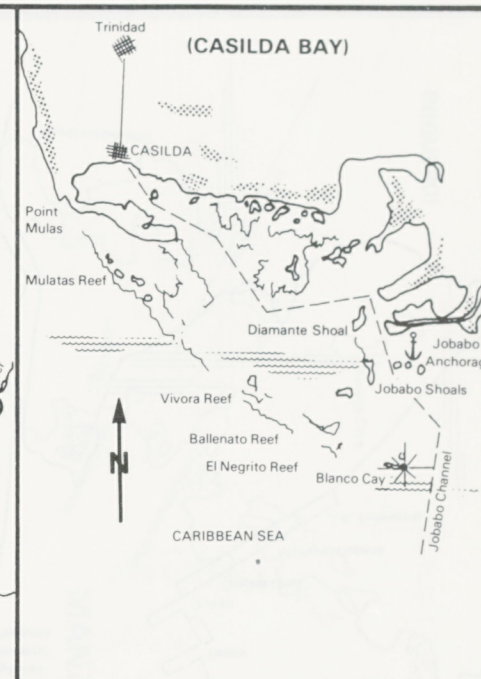 Trinidad
(CASILDA BAY)
CASILDA
Point
Mulas
Mulatas Reef
Diamante Shoal
Jobabo
Anchorag
Jobabo Shoals
Vivora Reef
Ballenato Reef
El Negrito Reef
Blanco Cay
Jobabo Channel
N
CARIBBEAN SEA